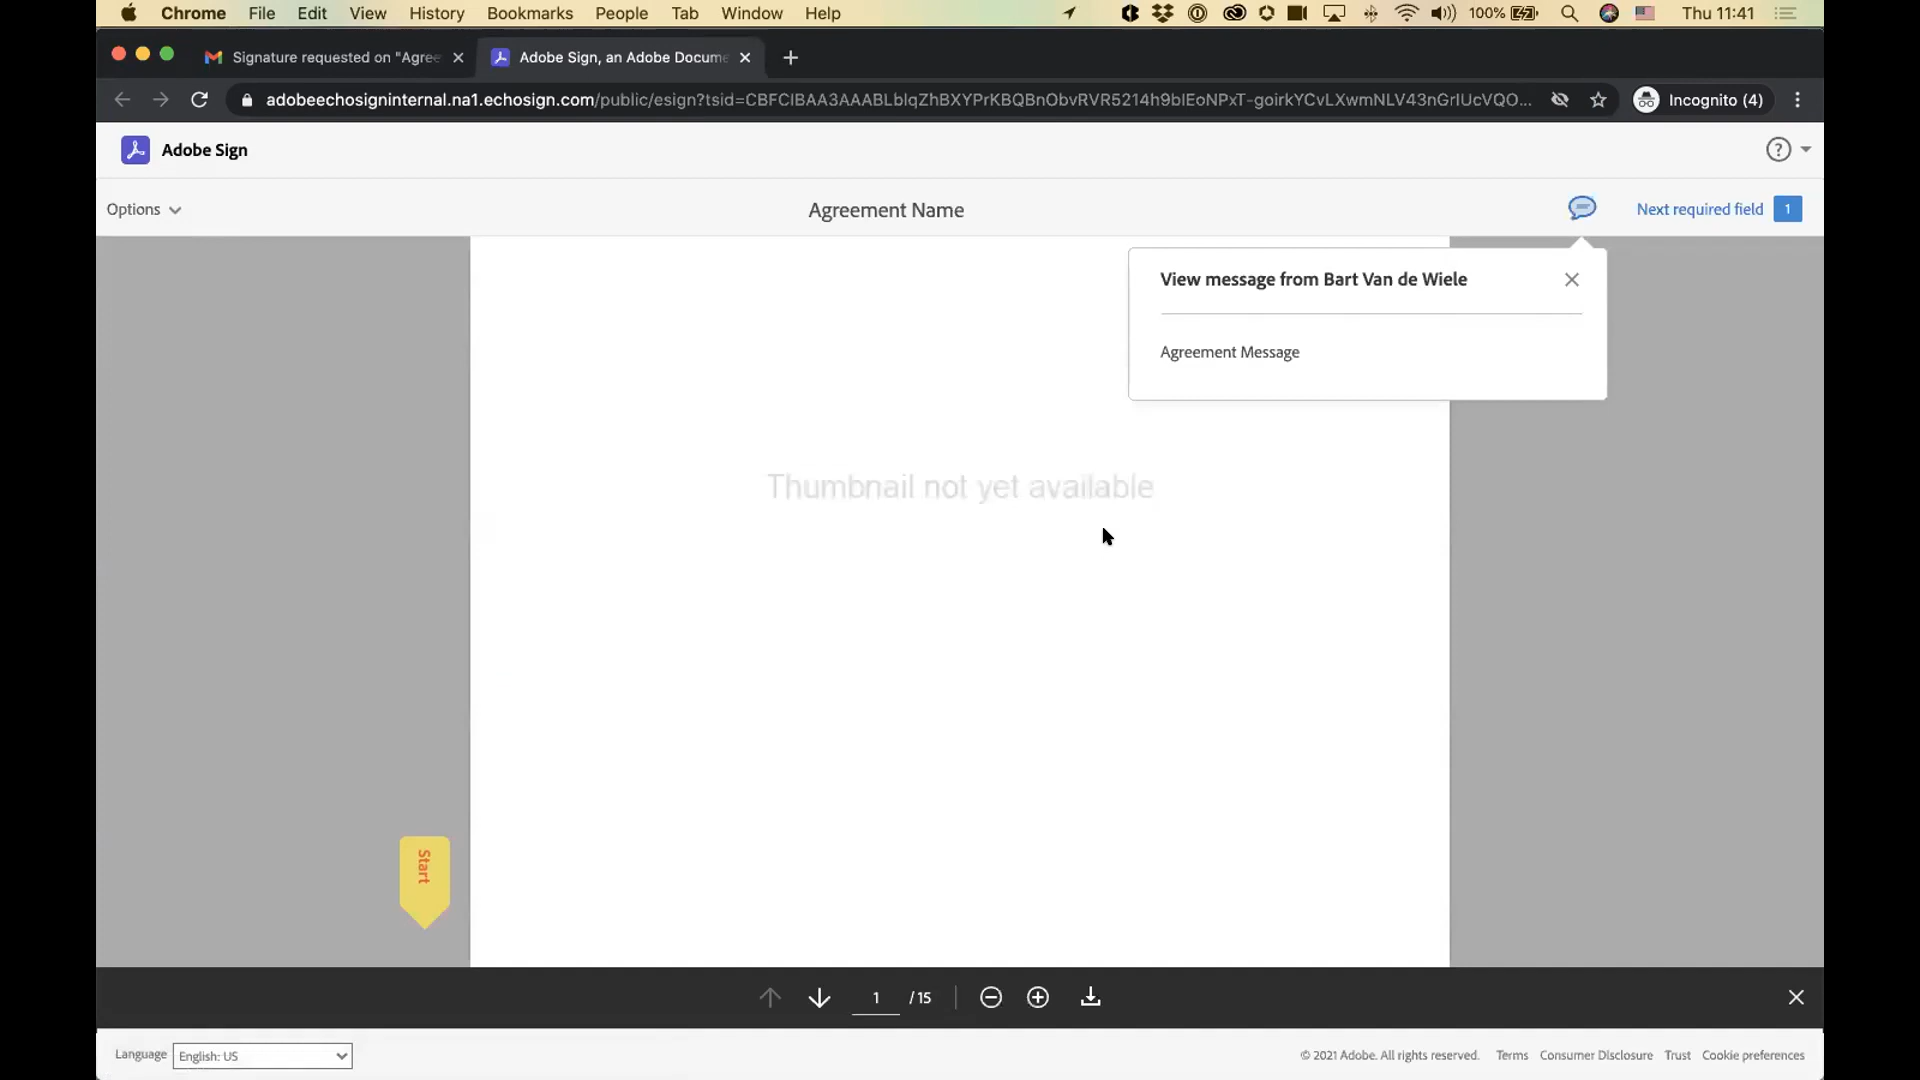 Chrome File Edit View History Bookmarks People Tab Window Help 100% Thu 11:41
Signature requested on "Agree
Adobe Sign, an Adobe Docume
adobeechosigninternal.na1.echosign.com/public/esign?tsid=CBFCIBAA3AAABLblqZhBXYPrKBQBnObvRVR5214h9blEoNPxT-goirkYCvLXwmNLV43nGrIUcVQO...
Incognito (4)
Adobe Sign
?
Options
Agreement Name
Next required field 1
View message from Bart Van de Wiele
Agreement Message
Thumbnail not yet available
Start
1 / 15
Language English: US
© 2021 Adobe. All rights reserved. Terms Consumer Disclosure Trust Cookie preferences